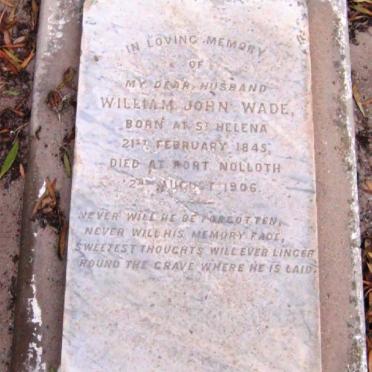 IN LOVING MEMORY
OF
MY DEAR HUSBAND
WILLIAM JOHN WADE,
BORN AT ST HELENA
21ST FEBRUARY 1845,
DIED AT PORT NOLLOTH
2ND AUGUST 1906.
NEVER WILL HE BE FORGOTTEN,
NEVER WILL HIS MEMORY FADE,
SWEETEST THOUGHTS WILL EVER LINGER
ROUND THE GRAVE WHERE HE IS LAID.